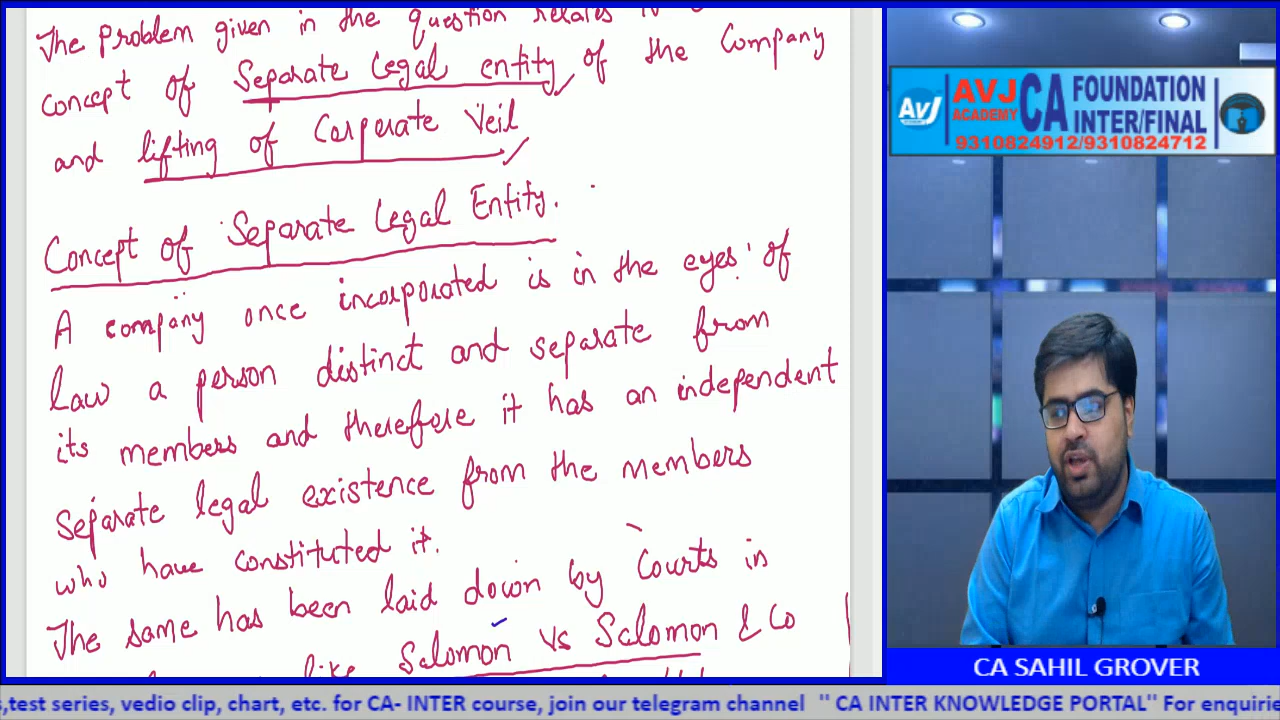 The problem given in the question relates to
concept of Separate legal entity of the Company
and lifting of Corporate Veil
Concept of Separate legal Entity.
A company once incorporated is in the eyes of
law a person distinct and separate from
its members and therefore it has an independent
separate legal existence from the members
who have constituted it.
The same has been laid down by Courts in
like Salomon vs Salomon & Co
AVJ
AVJ
ACADEMY
CA
FOUNDATION
INTER/FINAL
9310824912/9310824712
CA SAHIL GROVER
s,test series, vedio clip, chart, etc. for CA- INTER course, join our telegram channel " CA INTER KNOWLEDGE PORTAL" For enquirie